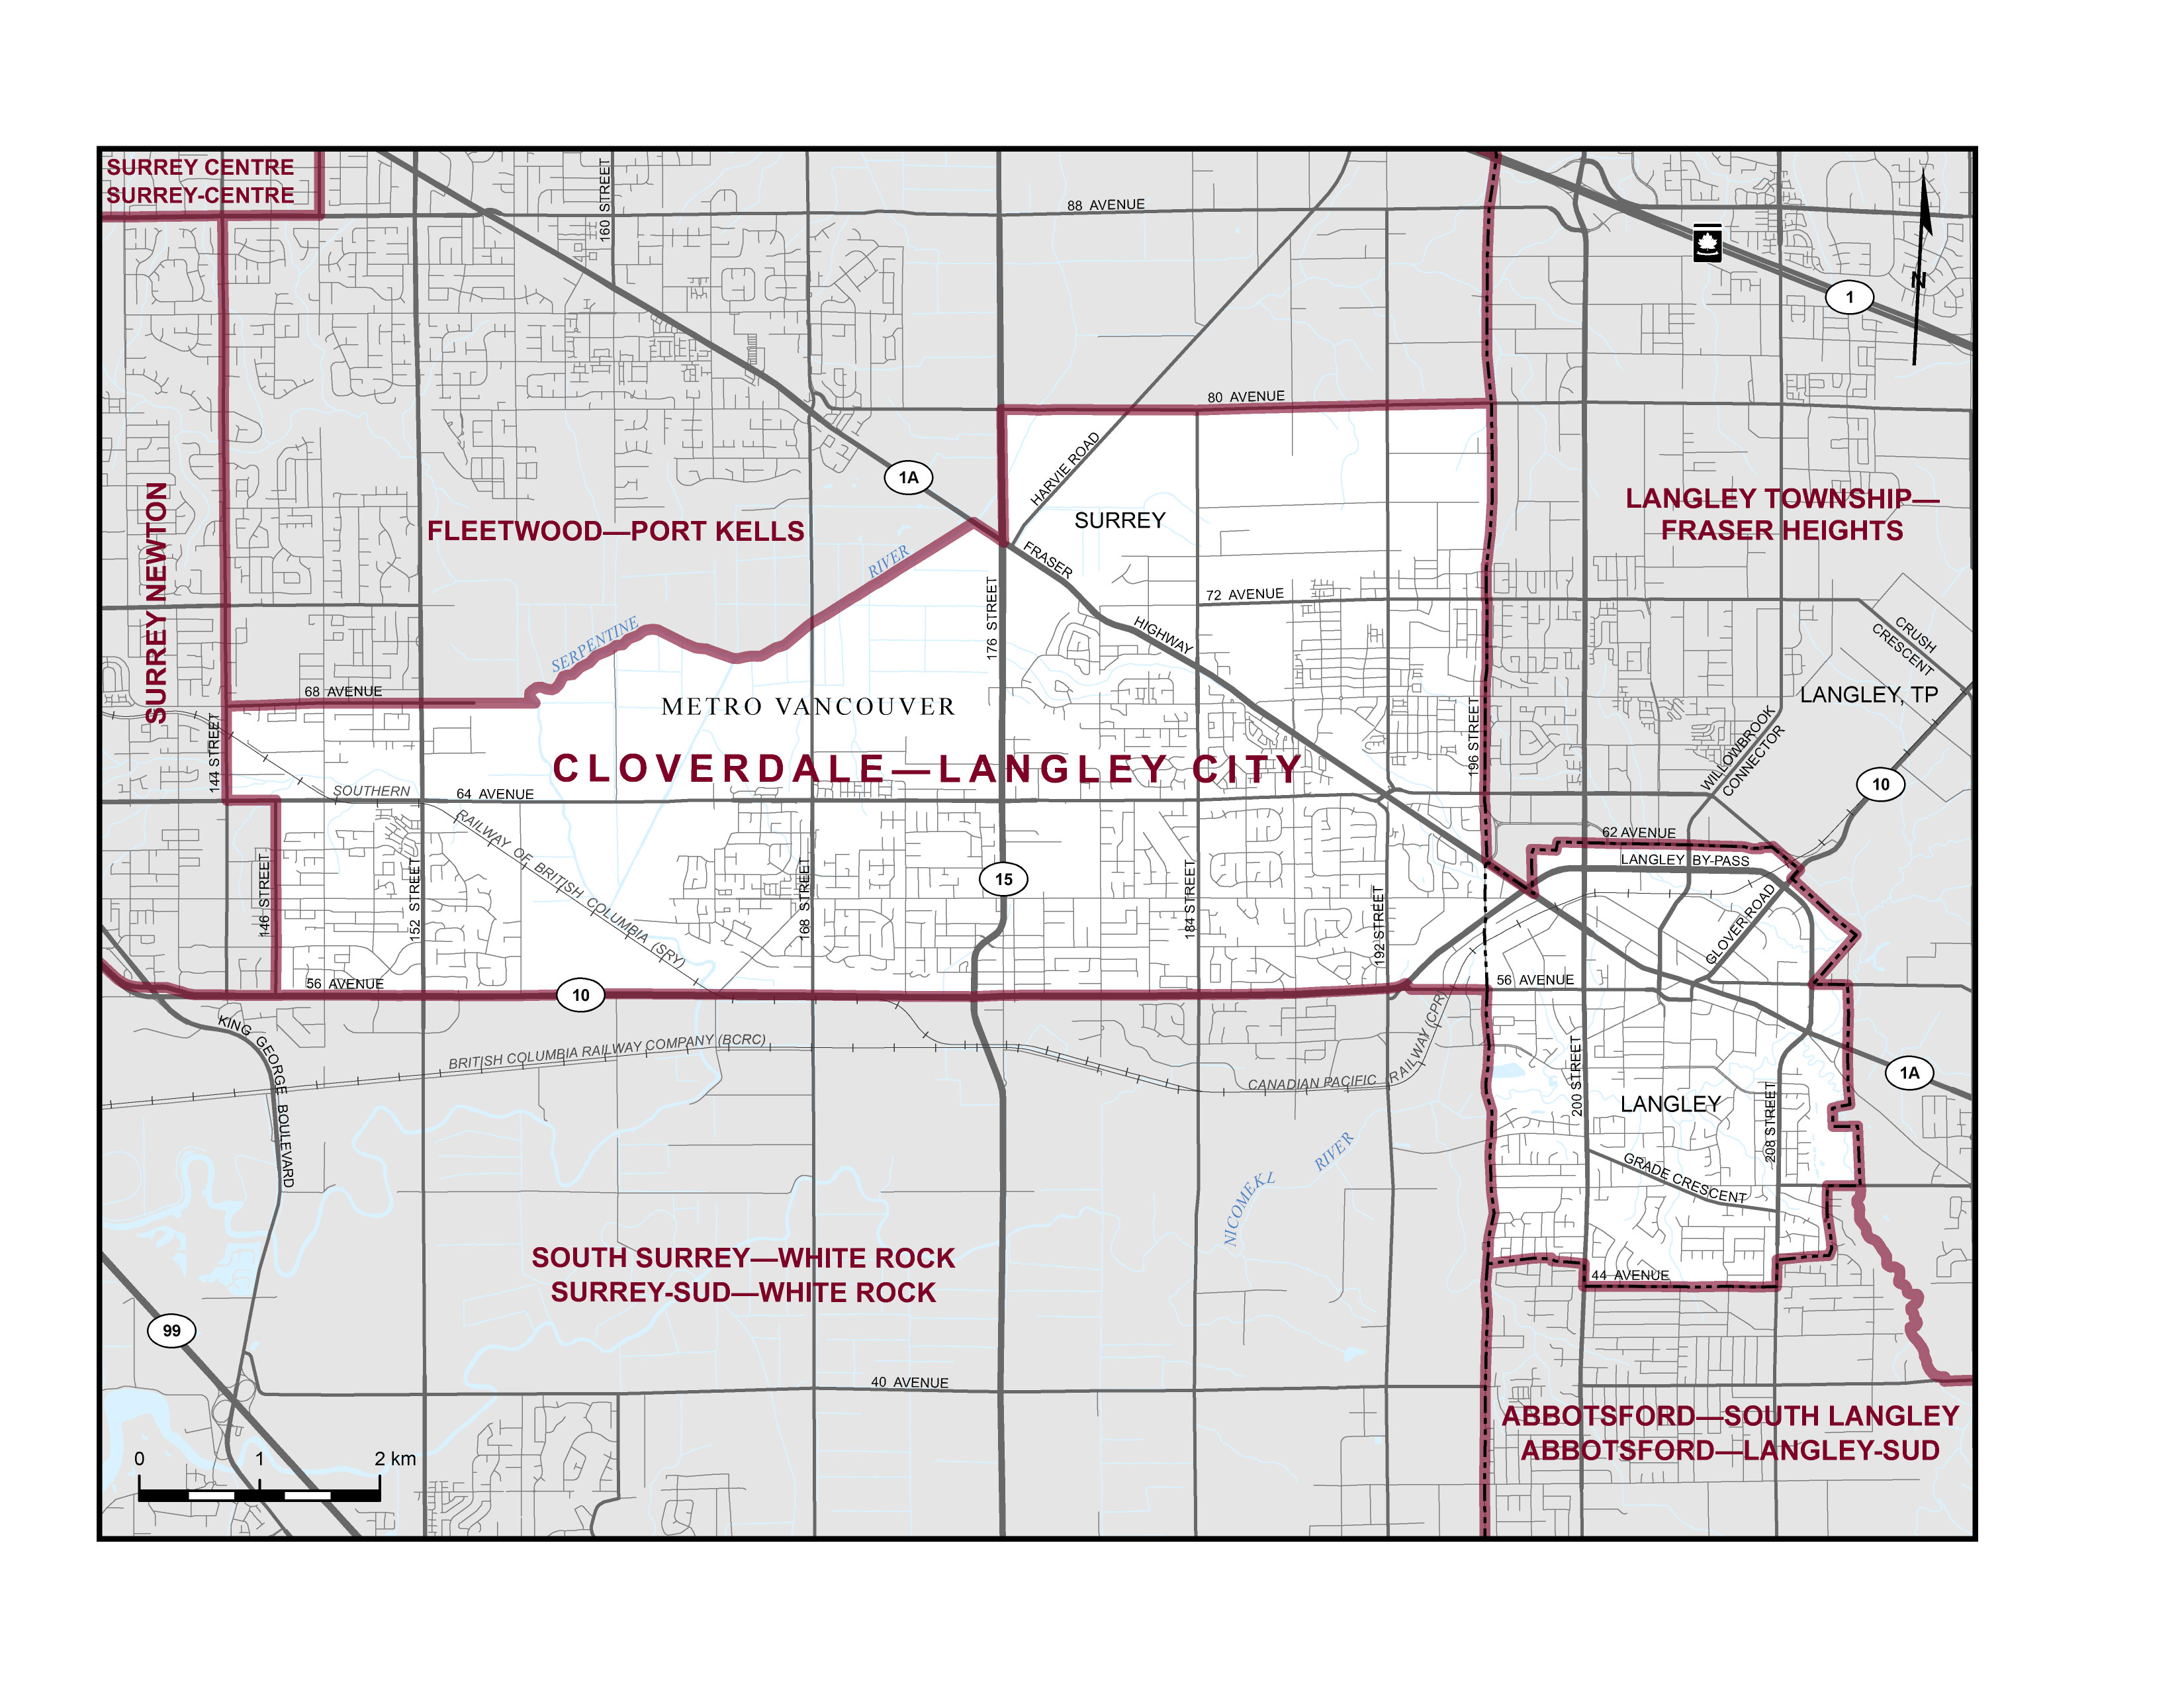 SURREY CENTRE
SURREY-CENTRE
160 STREET
88 AVENUE
1
N
80 AVENUE
HARVIE ROAD
1A
SURREY NEWTON
FLEETWOOD—PORT KELLS
SURREY
LANGLEY TOWNSHIP—
FRASER HEIGHTS
RIVER
FRASER
HIGHWAY
176 STREET
72 AVENUE
SERPENTINE
CRUSH
CRESCENT
68 AVENUE
METRO VANCOUVER
LANGLEY, TP
144 STREET
196 STREET
WILLOWBROOK
CONNECTOR
CLOVERDALE—LANGLEY CITY
10
SOUTHERN
64 AVENUE
RAILWAY OF BRITISH COLUMBIA (SRY)
62 AVENUE
LANGLEY BY-PASS
15
146 STREET
152 STREET
168 STREET
184 STREET
192 STREET
GLOVER ROAD
56 AVENUE
10
56 AVENUE
KING GEORGE BOULEVARD
BRITISH COLUMBIA RAILWAY COMPANY (BCRC)
CANADIAN PACIFIC RAILWAY (CPR)
1A
200 STREET
LANGLEY
208 STREET
NICOMEKL RIVER
GRADE CRESCENT
SOUTH SURREY—WHITE ROCK
SURREY-SUD—WHITE ROCK
44 AVENUE
99
40 AVENUE
ABBOTSFORD—SOUTH LANGLEY
ABBOTSFORD—LANGLEY-SUD
0 1 2 km